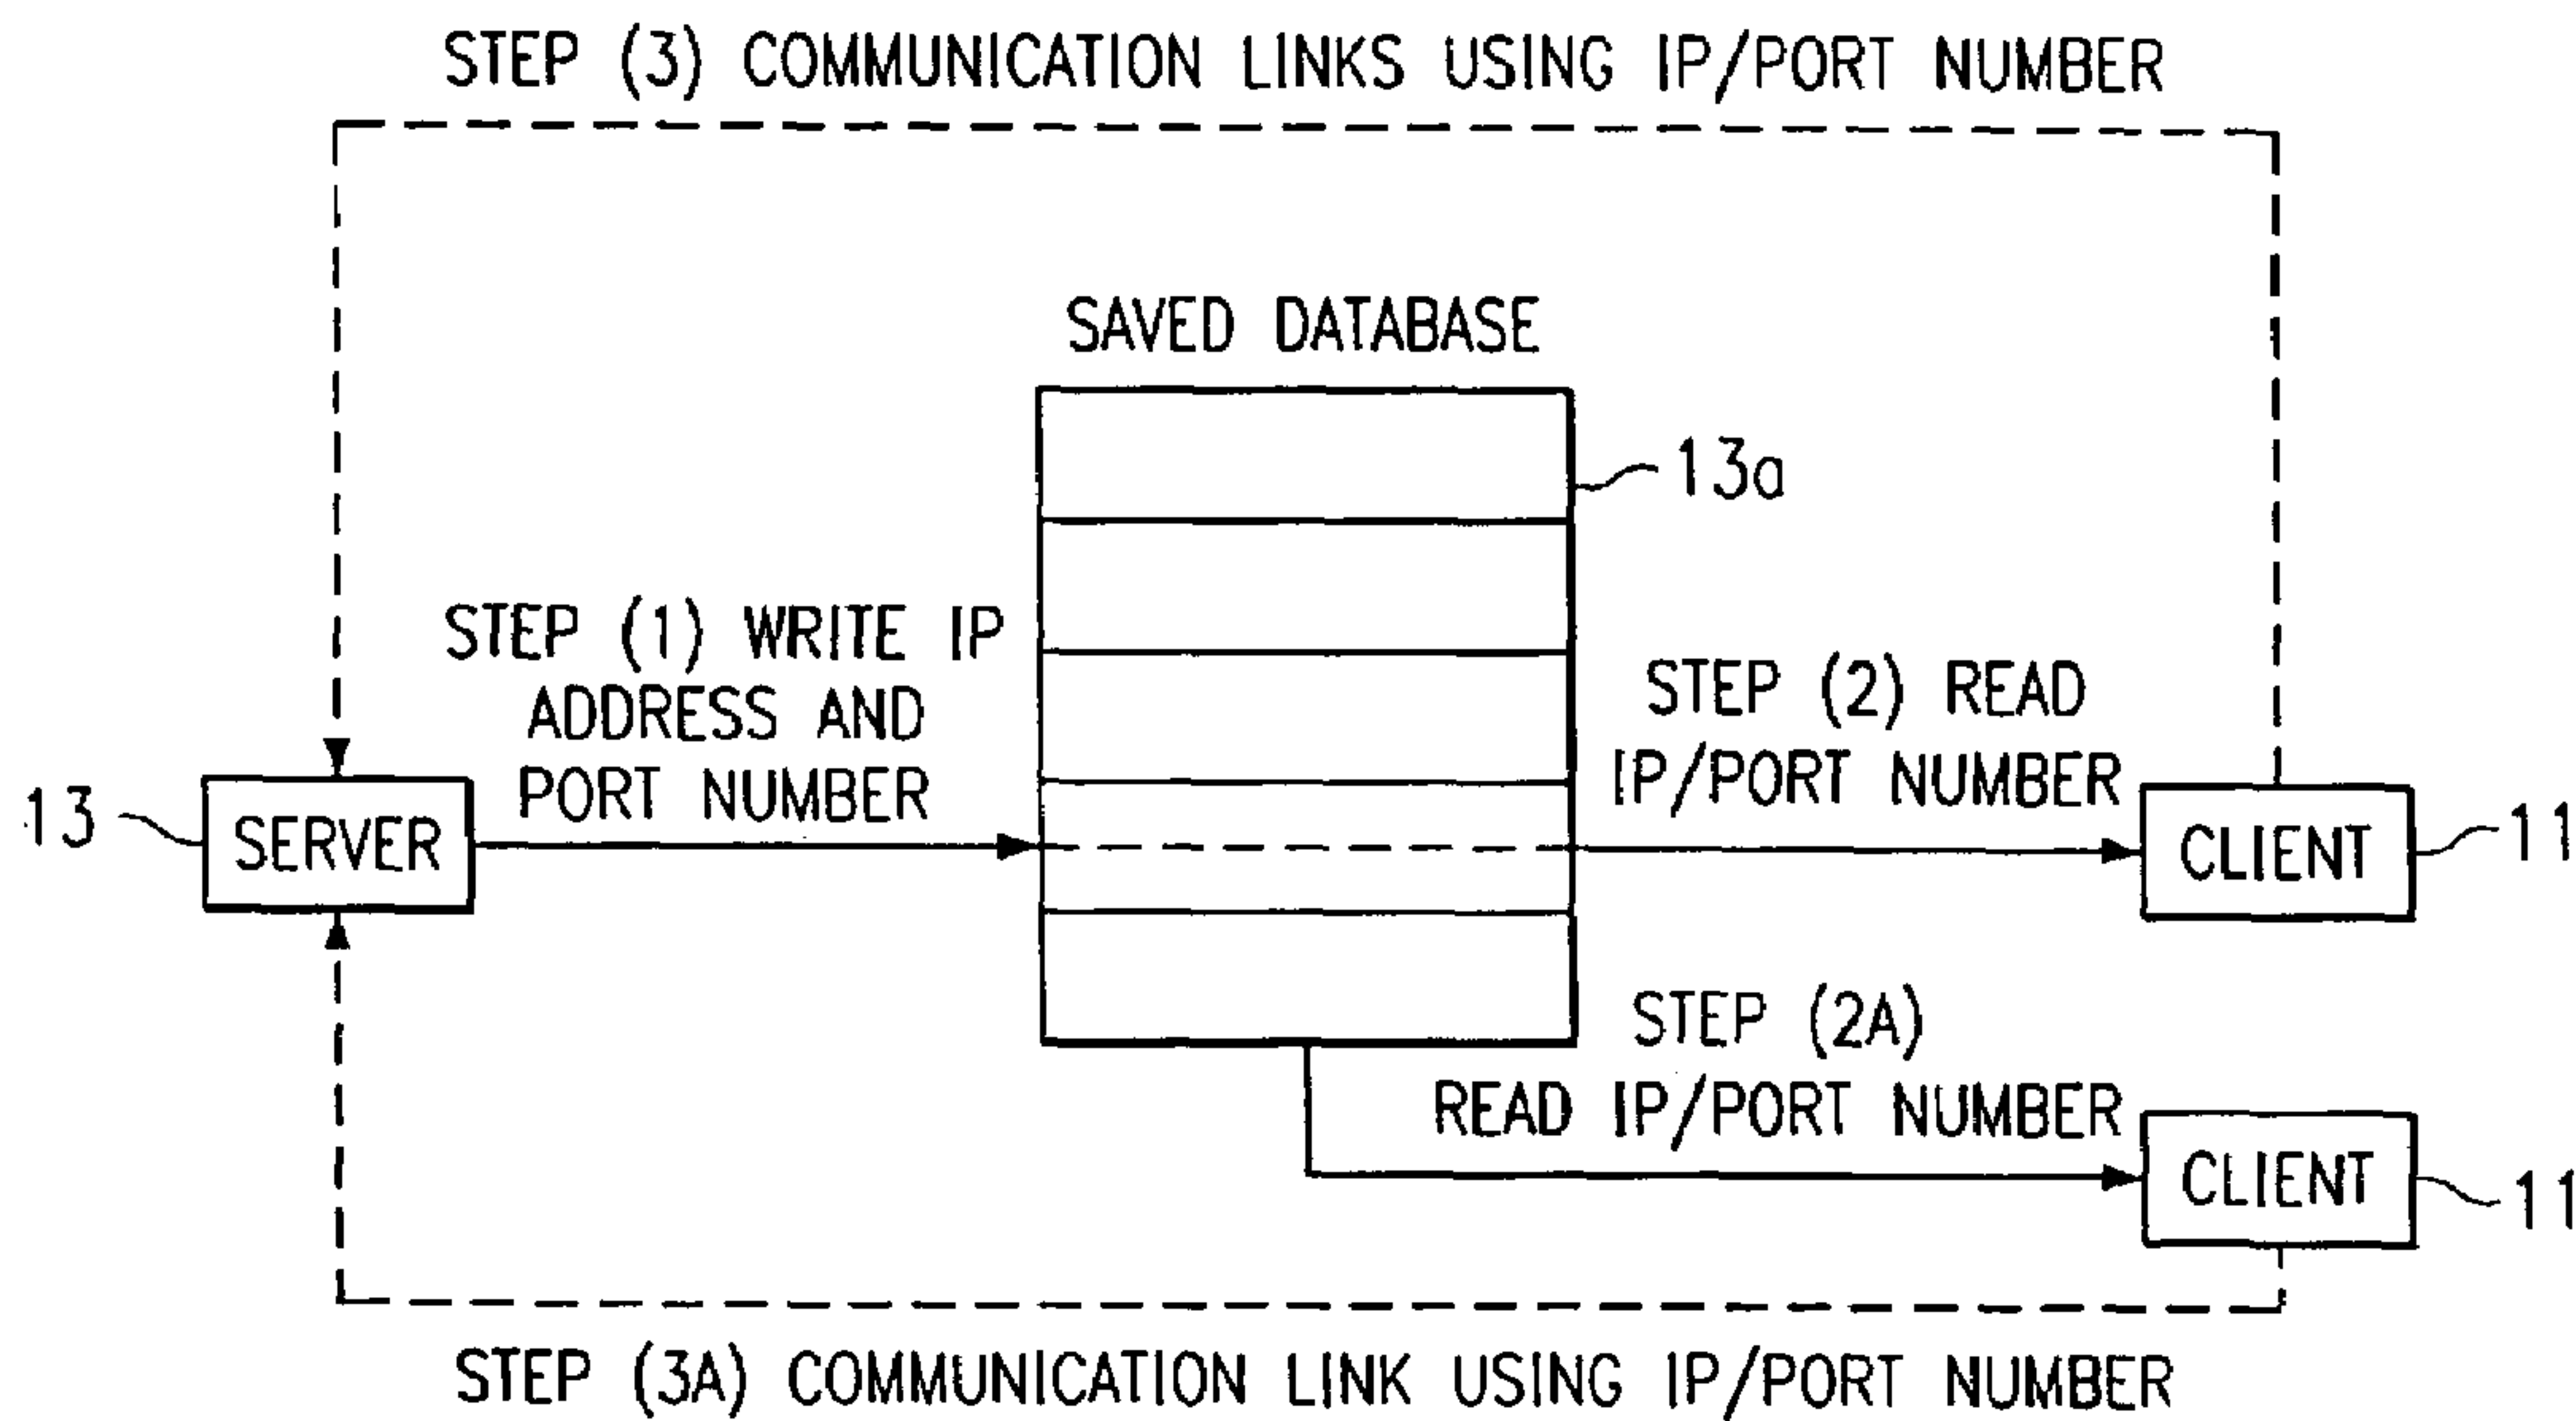 STEP (3) COMMUNICATION LINKS USING IP/PORT NUMBER
SAVED DATABASE
13a
STEP (1) WRITE IP
ADDRESS AND
PORT NUMBER
STEP (2) READ
IP/PORT NUMBER
13
SERVER
CLIENT
11
STEP (2A)
READ IP/PORT NUMBER
CLIENT
11
STEP (3A) COMMUNICATION LINK USING IP/PORT NUMBER